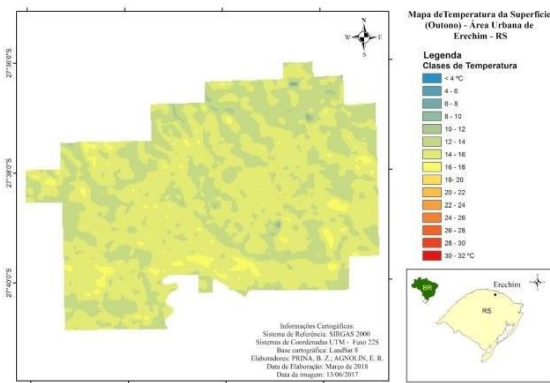 Mapa deTemperatura da Superfície
(Outono) - Área Urbana de
Erechim - RS
N
W
E
S
27°36'0"S
27°38'0"S
27°40'0"S
Legenda
Clases de Temperatura
< 4 ºC
4 - 6
6 - 8
8 - 10
10 - 12
12 - 14
14 - 16
16 - 18
18- 20
20 - 22
22 - 24
24 - 26
26 - 28
28 - 30
30 - 32 ºC
Informações Cartográficas:
Sistema de Referência: SIRGAS 2000
Sistemas de Coordenadas UTM - Fuso 22S
Base cartográfica: LandSat 8
Elaboradores: PRINA, B. Z.; AGNOLIN, E. R.
Data de Elaboração: Março de 2018
Data da imagem: 13/06/2017
BR
Erechim
RS